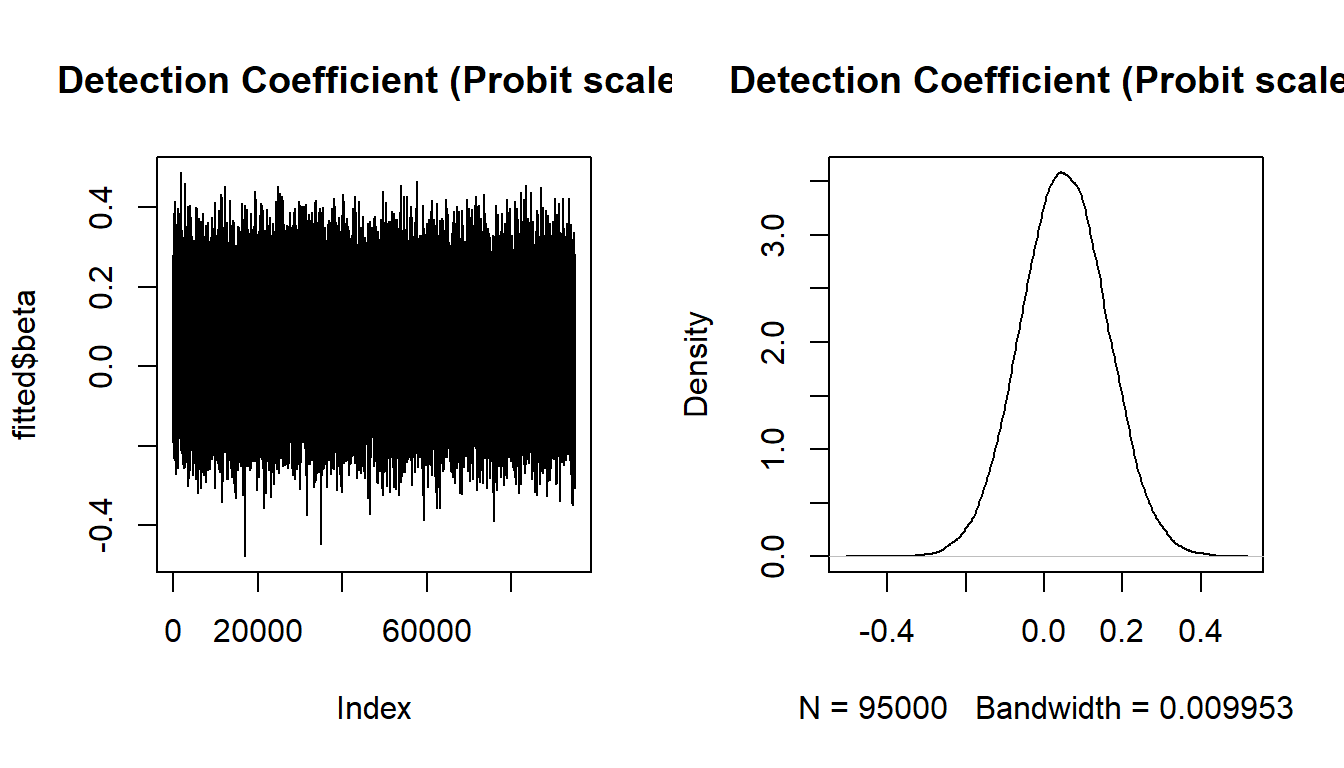 Detection Coefficient (Probit scale
fitted$beta
0.4
0.2
0.0
-0.4
0 20000 60000
Index
Detection Coefficient (Probit scale
Density
3.0
2.0
1.0
0.0
-0.4 0.0 0.2 0.4
N = 95000 Bandwidth = 0.009953